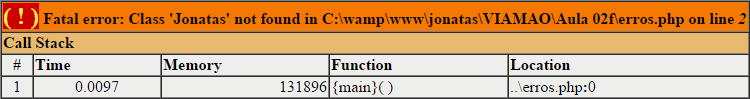 ( ! ) Fatal error: Class 'Jonatas' not found in C:\wamp\www\jonatas\VIAMAO\Aula 02f\erros.php on line 2
Call Stack
# Time Memory Function Location
1 0.0097 131896 {main}( ) ..\erros.php:0